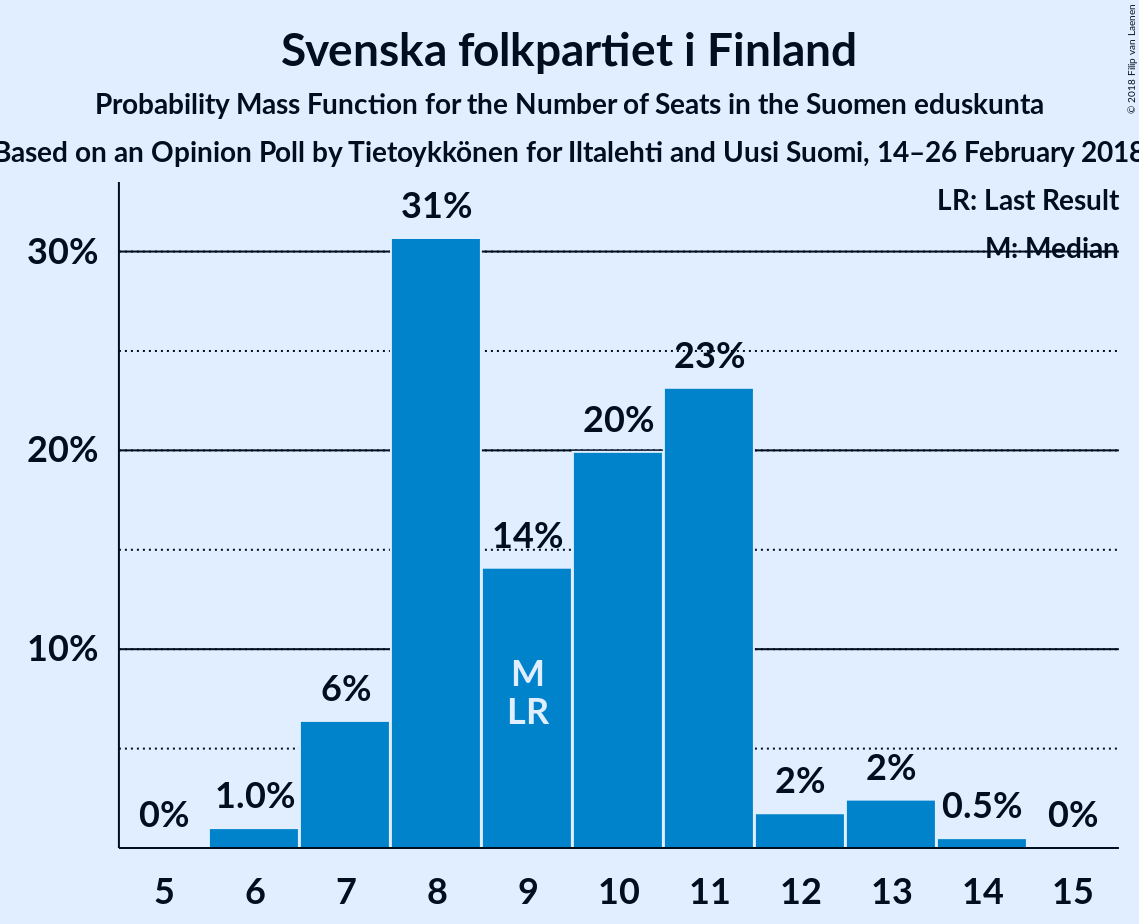 Svenska folkpartiet i Finland
Probability Mass Function for the Number of Seats in the Suomen eduskunta
Based on an Opinion Poll by Tietoykkönen for Iltalehti and Uusi Suomi, 14–26 February 2018
© 2018 Filip van Laenen
LR: Last Result
M: Median
31%
30%
23%
20%
20%
14%
10%
M
LR
6%
2%
2%
1.0%
0.5%
0%
0%
5 6 7 8 9 10 11 12 13 14 15